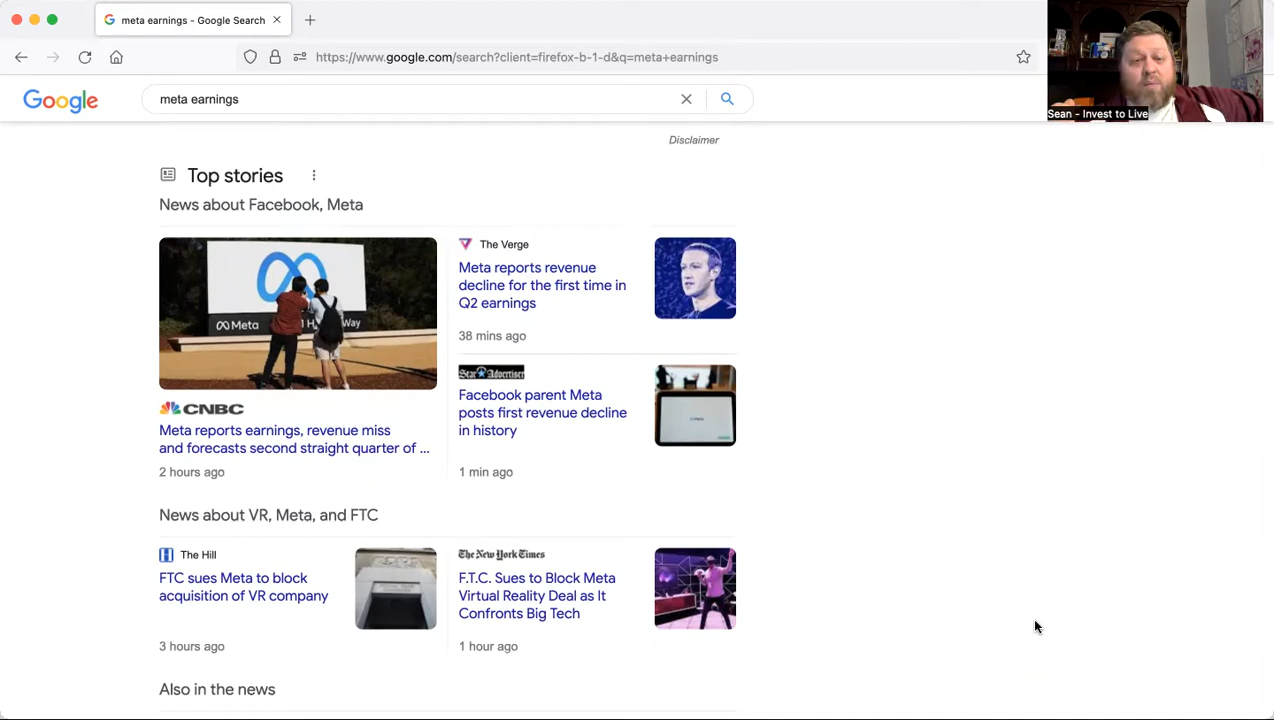 meta earnings - Google Search
https://www.google.com/search?client=firefox-b-1-d&q=meta+earnings
Google
meta earnings
Sean - Invest to Live
Disclaimer
Top stories
News about Facebook, Meta
Meta
Way
CNBC
Meta reports earnings, revenue miss
and forecasts second straight quarter of ...
2 hours ago
The Verge
Meta reports revenue
decline for the first time in
Q2 earnings
38 mins ago
Star Advertiser
Facebook parent Meta
posts first revenue decline
in history
1 min ago
News about VR, Meta, and FTC
The Hill
FTC sues Meta to block
acquisition of VR company
3 hours ago
The New York Times
F.T.C. Sues to Block Meta
Virtual Reality Deal as It
Confronts Big Tech
1 hour ago
Also in the news